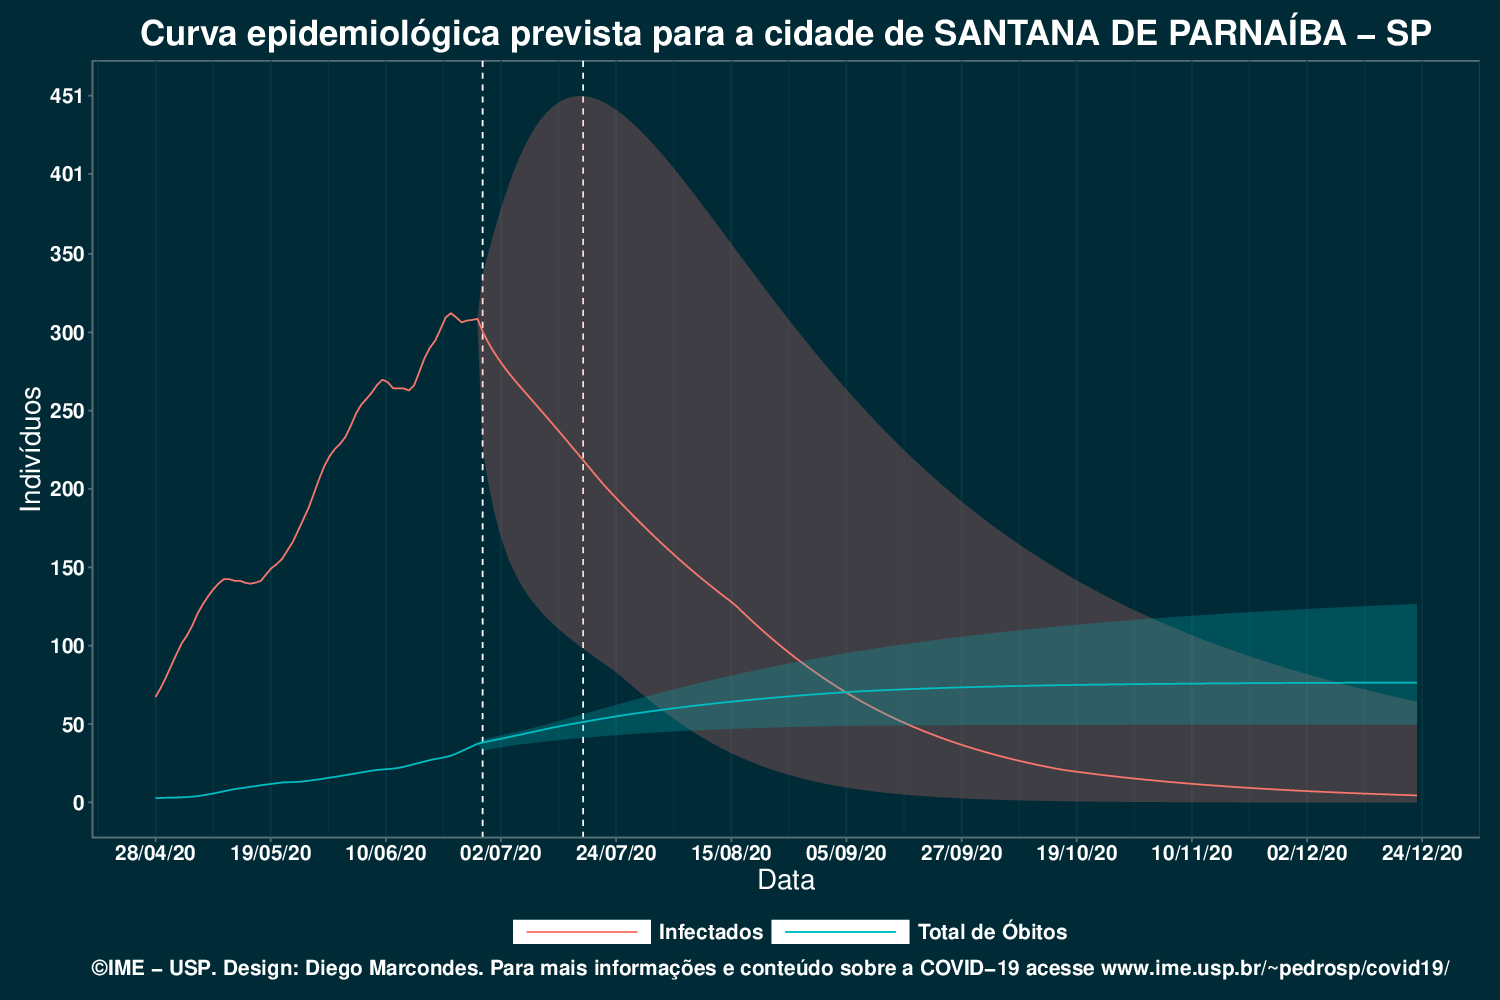 Curva epidemiológica prevista para a cidade de SANTANA DE PARNAÍBA – SP
451
401
350
300
250
200
150
100
50
0
Indivíduos
28/04/20 19/05/20 10/06/20 02/07/20 24/07/20 15/08/20 05/09/20 27/09/20 19/10/20 10/11/20 02/12/20 24/12/20
Data
Infectados Total de Óbitos
©IME – USP. Design: Diego Marcondes. Para mais informações e conteúdo sobre a COVID–19 acesse www.ime.usp.br/~pedrosp/covid19/